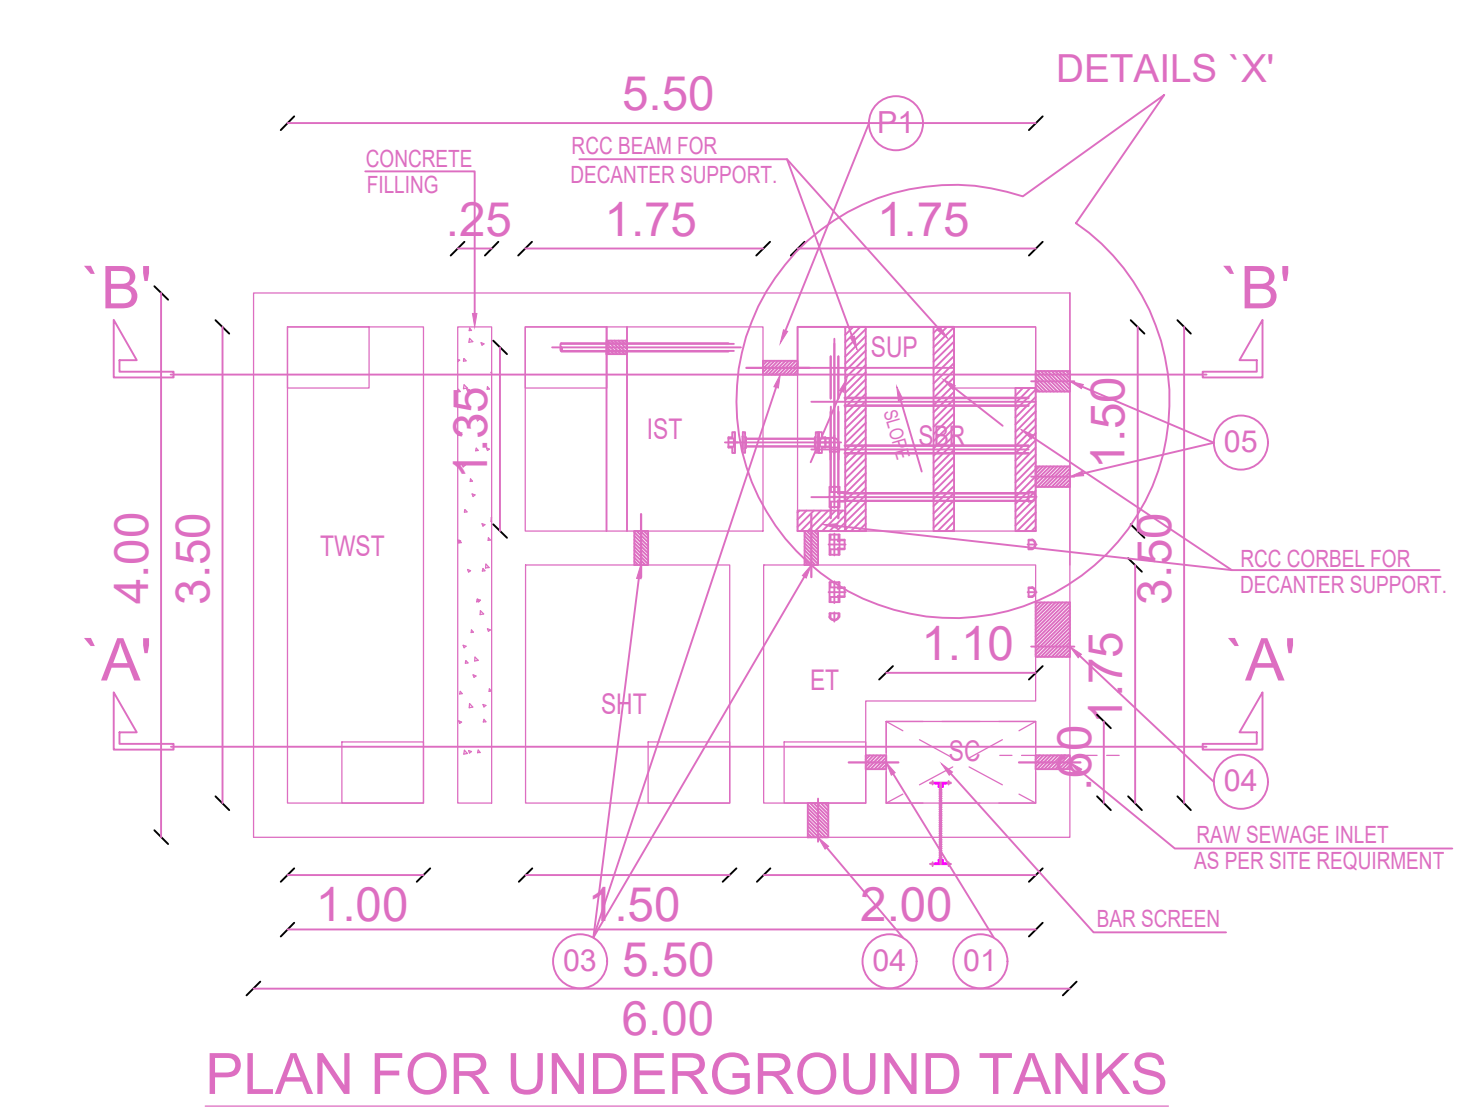 DETAILS `X'
5.50
P1
RCC BEAM FOR
DECANTER SUPPORT.
CONCRETE
FILLING
.25
1.75
1.75
`B'
`B'
SUP
1.35
IST
SLOPE
SBR
1.50
05
4.00
3.50
TWST
3.50
RCC CORBEL FOR
DECANTER SUPPORT.
`A'
1.10
1.75
`A'
ET
SHT
SC
.60
04
RAW SEWAGE INLET
AS PER SITE REQUIRMENT
1.00
1.50
2.00
BAR SCREEN
03
5.50
04
01
6.00
PLAN FOR UNDERGROUND TANKS